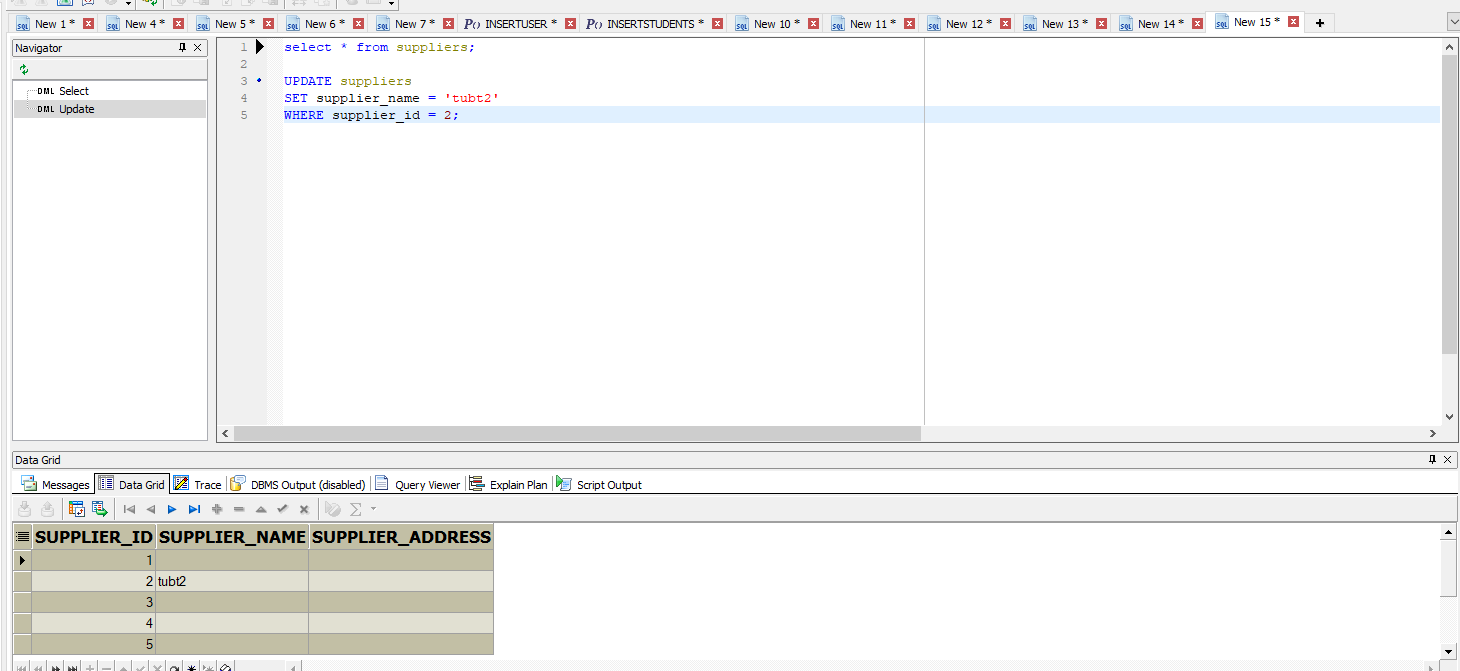 New 1 *
New 4 *
New 5 *
New 6 *
New 7 *
P() INSERTUSER *
P() INSERTSTUDENTS *
New 10 *
New 11 *
New 12 *
New 13 *
New 14 *
New 15 *
Navigator
DML Select
DML Update
1 select * from suppliers;
2
3 UPDATE suppliers
4 SET supplier_name = 'tubt2'
5 WHERE supplier_id = 2;
Data Grid
Messages Data Grid Trace DBMS Output (disabled) Query Viewer Explain Plan Script Output
SUPPLIER_ID SUPPLIER_NAME SUPPLIER_ADDRESS
1
2 tubt2
3
4
5